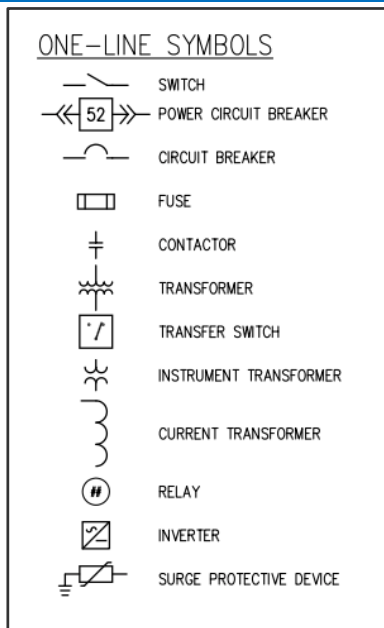 ONE-LINE SYMBOLS
SWITCH
52 POWER CIRCUIT BREAKER
CIRCUIT BREAKER
FUSE
CONTACTOR
TRANSFORMER
TRANSFER SWITCH
INSTRUMENT TRANSFORMER
CURRENT TRANSFORMER
# RELAY
INVERTER
SURGE PROTECTIVE DEVICE